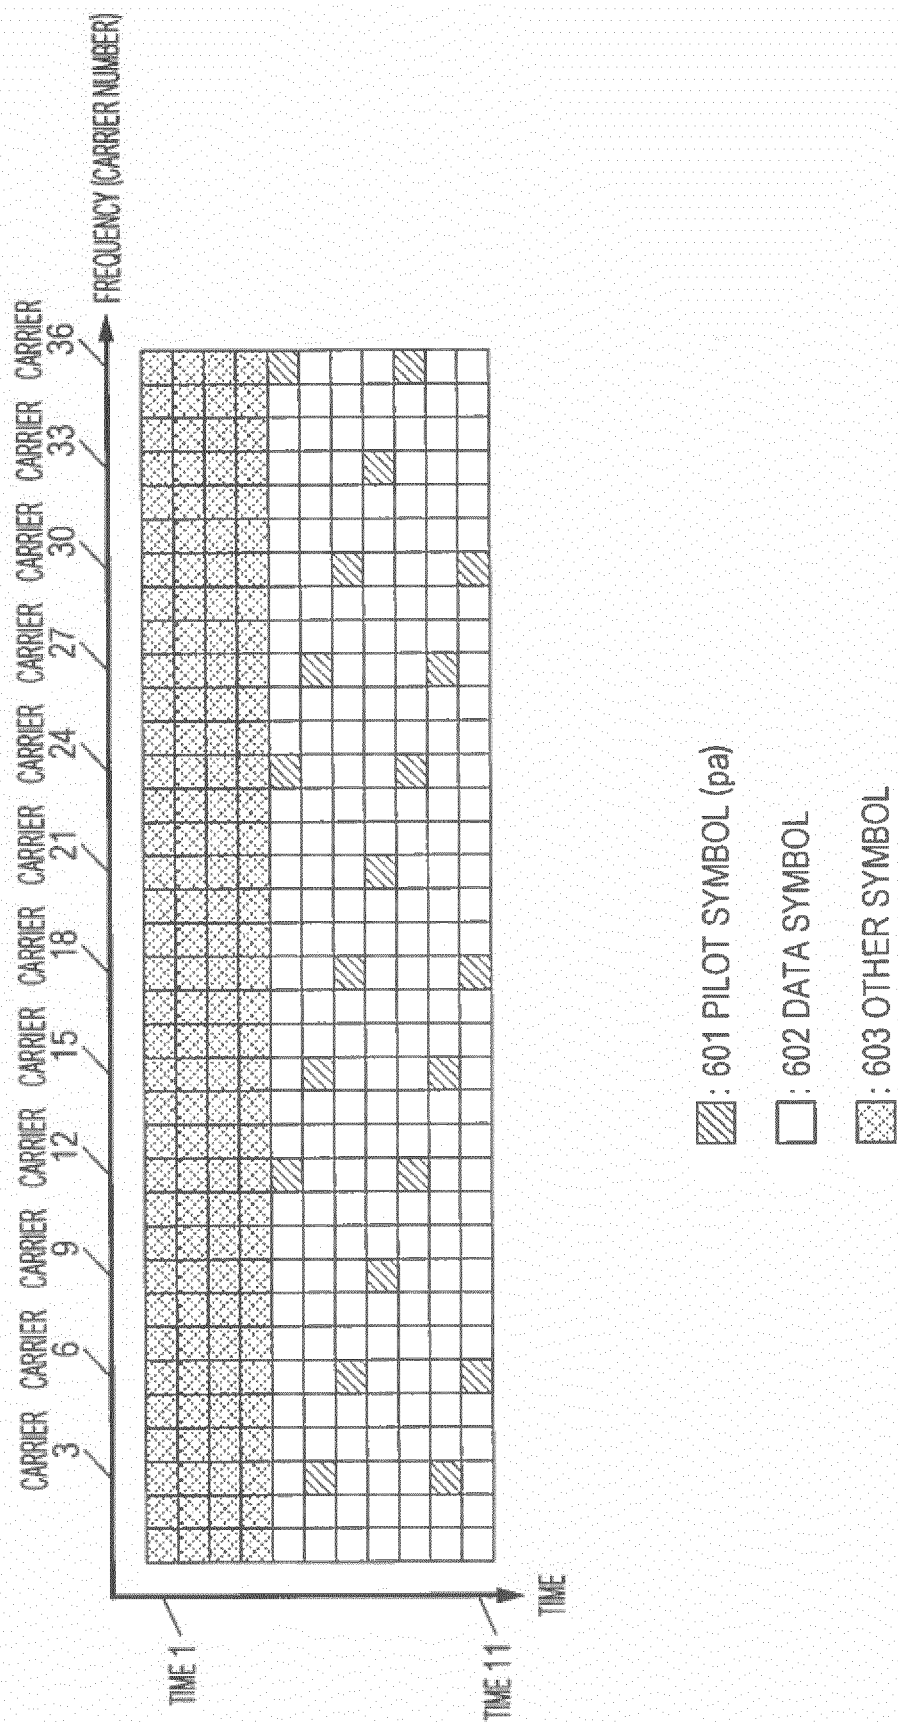 CARRIER 3
CARRIER 6
CARRIER 9
CARRIER 12
CARRIER 15
CARRIER 18
CARRIER 21
CARRIER 24
CARRIER 27
CARRIER 30
CARRIER 33
CARRIER 36
FREQUENCY (CARRIER NUMBER)
TIME 1
TIME 11
TIME
: 601 PILOT SYMBOL (pa)
: 602 DATA SYMBOL
: 603 OTHER SYMBOL